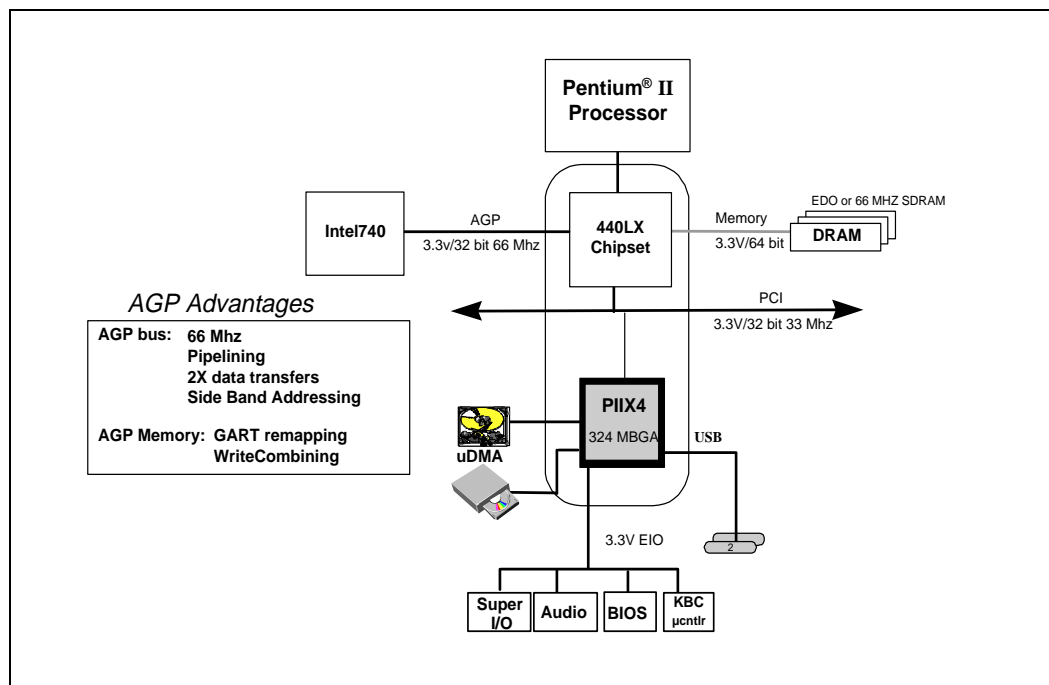 Pentium® II
Processor
EDO or 66 MHZ SDRAM
Intel740
AGP
3.3v/32 bit 66 Mhz
440LX
Chipset
Memory
3.3V/64 bit
DRAM
AGP Advantages
PCI
3.3V/32 bit 33 Mhz
AGP bus: 66 Mhz
Pipelining
2X data transfers
Side Band Addressing
AGP Memory: GART remapping
WriteCombining
PIIX4
324 MBGA
USB
uDMA
3.3V EIO
2
Super
I/O
Audio
BIOS
KBC
µcntlr